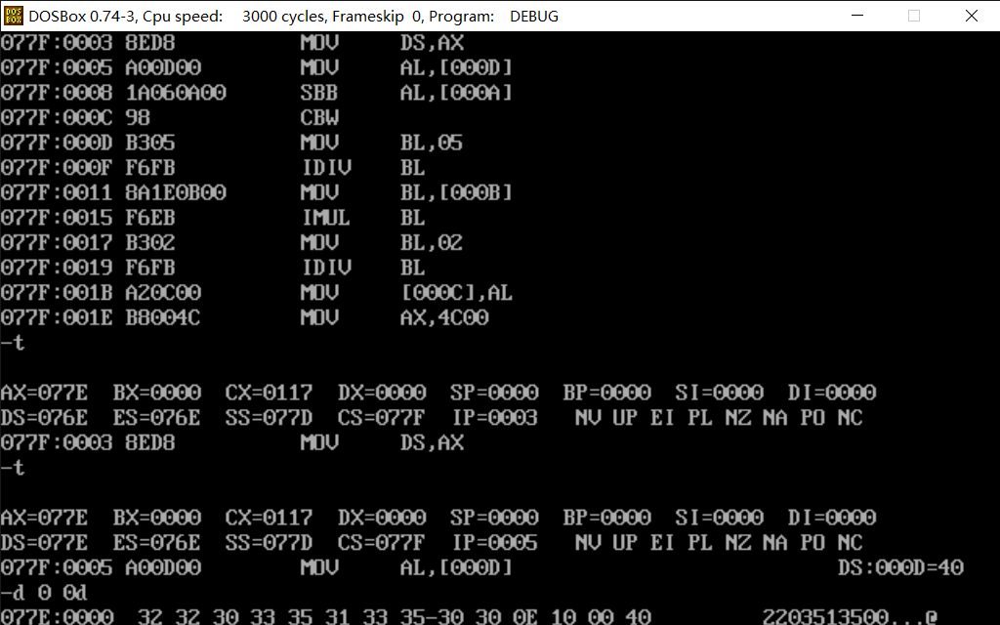 DOS
BOX
DOSBox 0.74-3, Cpu speed: 3000 cycles, Frameskip 0, Program: DEBUG
077F:0003 8ED8 MOV DS,AX
077F:0005 A00D00 MOV AL,[000D]
077F:0008 1A060A00 SBB AL,[000A]
077F:000C 98 CBW
077F:000D B305 MOV BL,05
077F:000F F6FB IDIV BL
077F:0011 8A1E0B00 MOV BL,[000B]
077F:0015 F6EB IMUL BL
077F:0017 B302 MOV BL,02
077F:0019 F6FB IDIV BL
077F:001B A20C00 MOV [000C],AL
077F:001E B8004C MOV AX,4C00
-t
AX=077E BX=0000 CX=0117 DX=0000 SP=0000 BP=0000 SI=0000 DI=0000
DS=076E ES=076E SS=077D CS=077F IP=0003 NV UP EI PL NZ NA PO NC
077F:0003 8ED8 MOV DS,AX
-t
AX=077E BX=0000 CX=0117 DX=0000 SP=0000 BP=0000 SI=0000 DI=0000
DS=077E ES=076E SS=077D CS=077F IP=0005 NV UP EI PL NZ NA PO NC
077F:0005 A00D00 MOV AL,[000D] DS:000D=40
-d 0 0d
077E:0000 32 32 30 33 35 31 33 35-30 30 0E 10 00 40 2203513500...@